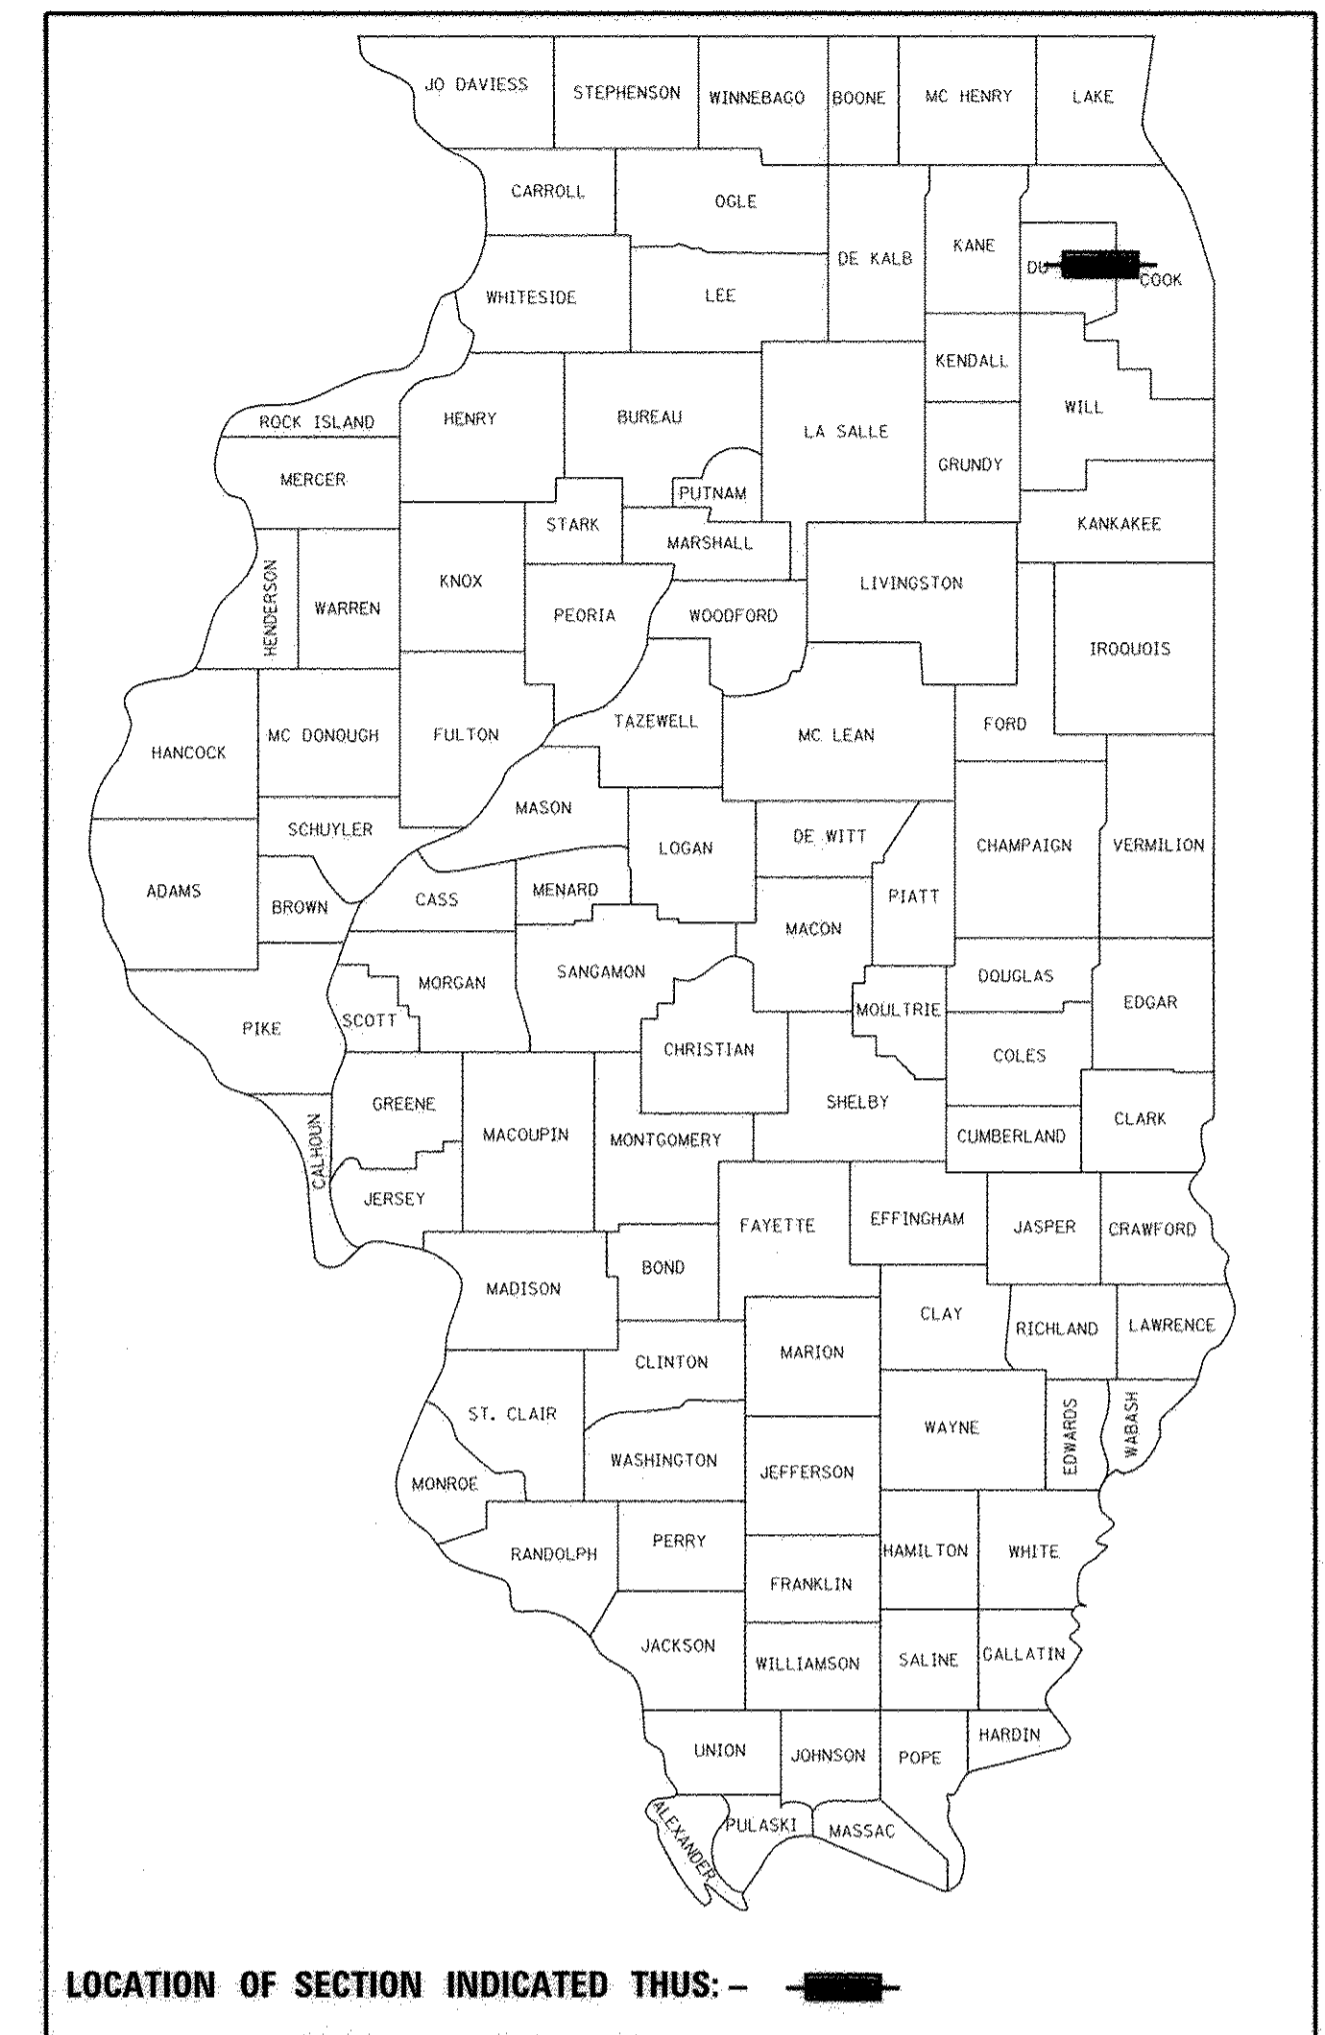 JO DAVIESS
STEPHENSON
WINNEBAGO
BOONE
MC HENRY
LAKE
CARROLL
OGLE
DE KALB
KANE
DU
COOK
WHITESIDE
LEE
KENDALL
ROCK ISLAND
HENRY
BUREAU
LA SALLE
WILL
MERCER
PUTNAM
GRUNDY
STARK
MARSHALL
KANKAKEE
HENDERSON
WARREN
KNOX
PEORIA
WOODFORD
LIVINGSTON
IROQUOIS
HANCOCK
MC DONOUGH
FULTON
TAZEWELL
MC LEAN
FORD
SCHUYLER
MASON
LOGAN
DE WITT
CHAMPAIGN
VERMILION
ADAMS
BROWN
CASS
MENARD
PIATT
MACON
PIKE
SCOTT
MORGAN
SANGAMON
MOULTRIE
DOUGLAS
EDGAR
CHRISTIAN
COLES
CALHOUN
GREENE
MACOUPIN
MONTGOMERY
SHELBY
CUMBERLAND
CLARK
JERSEY
FAYETTE
EFFINGHAM
JASPER
CRAWFORD
MADISON
BOND
CLAY
RICHLAND
LAWRENCE
CLINTON
MARION
ST. CLAIR
WASHINGTON
WAYNE
EDWARDS
WABASH
MONROE
JEFFERSON
RANDOLPH
PERRY
FRANKLIN
HAMILTON
WHITE
JACKSON
WILLIAMSON
SALINE
GALLATIN
UNION
JOHNSON
POPE
HARDIN
ALEXANDER
PULASKI
MASSAC
LOCATION OF SECTION INDICATED THUS: –